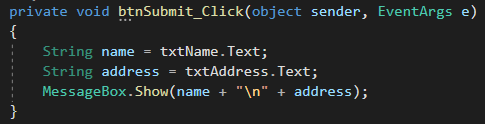 private void btnSubmit_Click(object sender, EventArgs e)
{
    String name = txtName.Text;
    String address = txtAddress.Text;
    MessageBox.Show(name + "\n" + address);
}